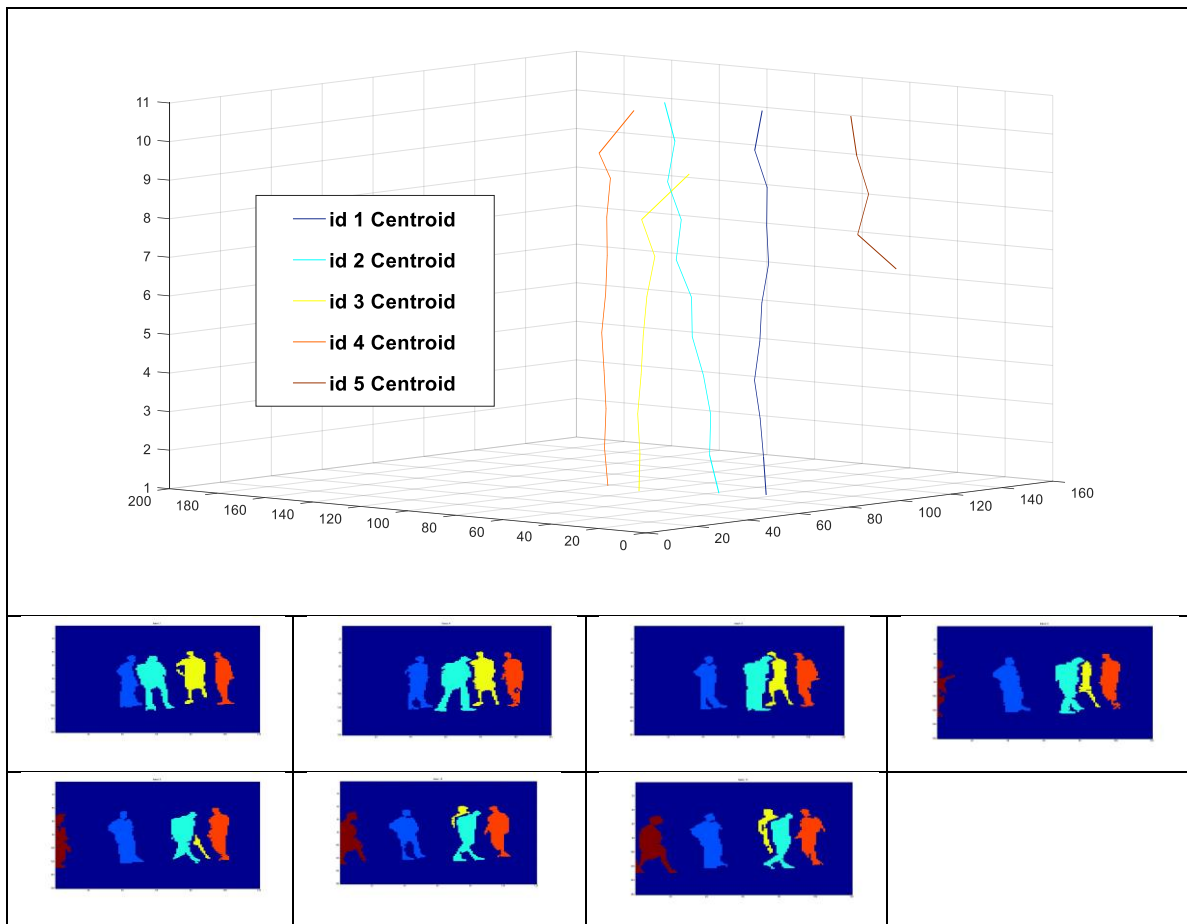 11
10
9
8
7
6
5
4
3
2
1
id 1 Centroid
id 2 Centroid
id 3 Centroid
id 4 Centroid
id 5 Centroid
200 180 160 140 120 100 80 60 40 20 0
0 20 40 60 80 100 120 140 160